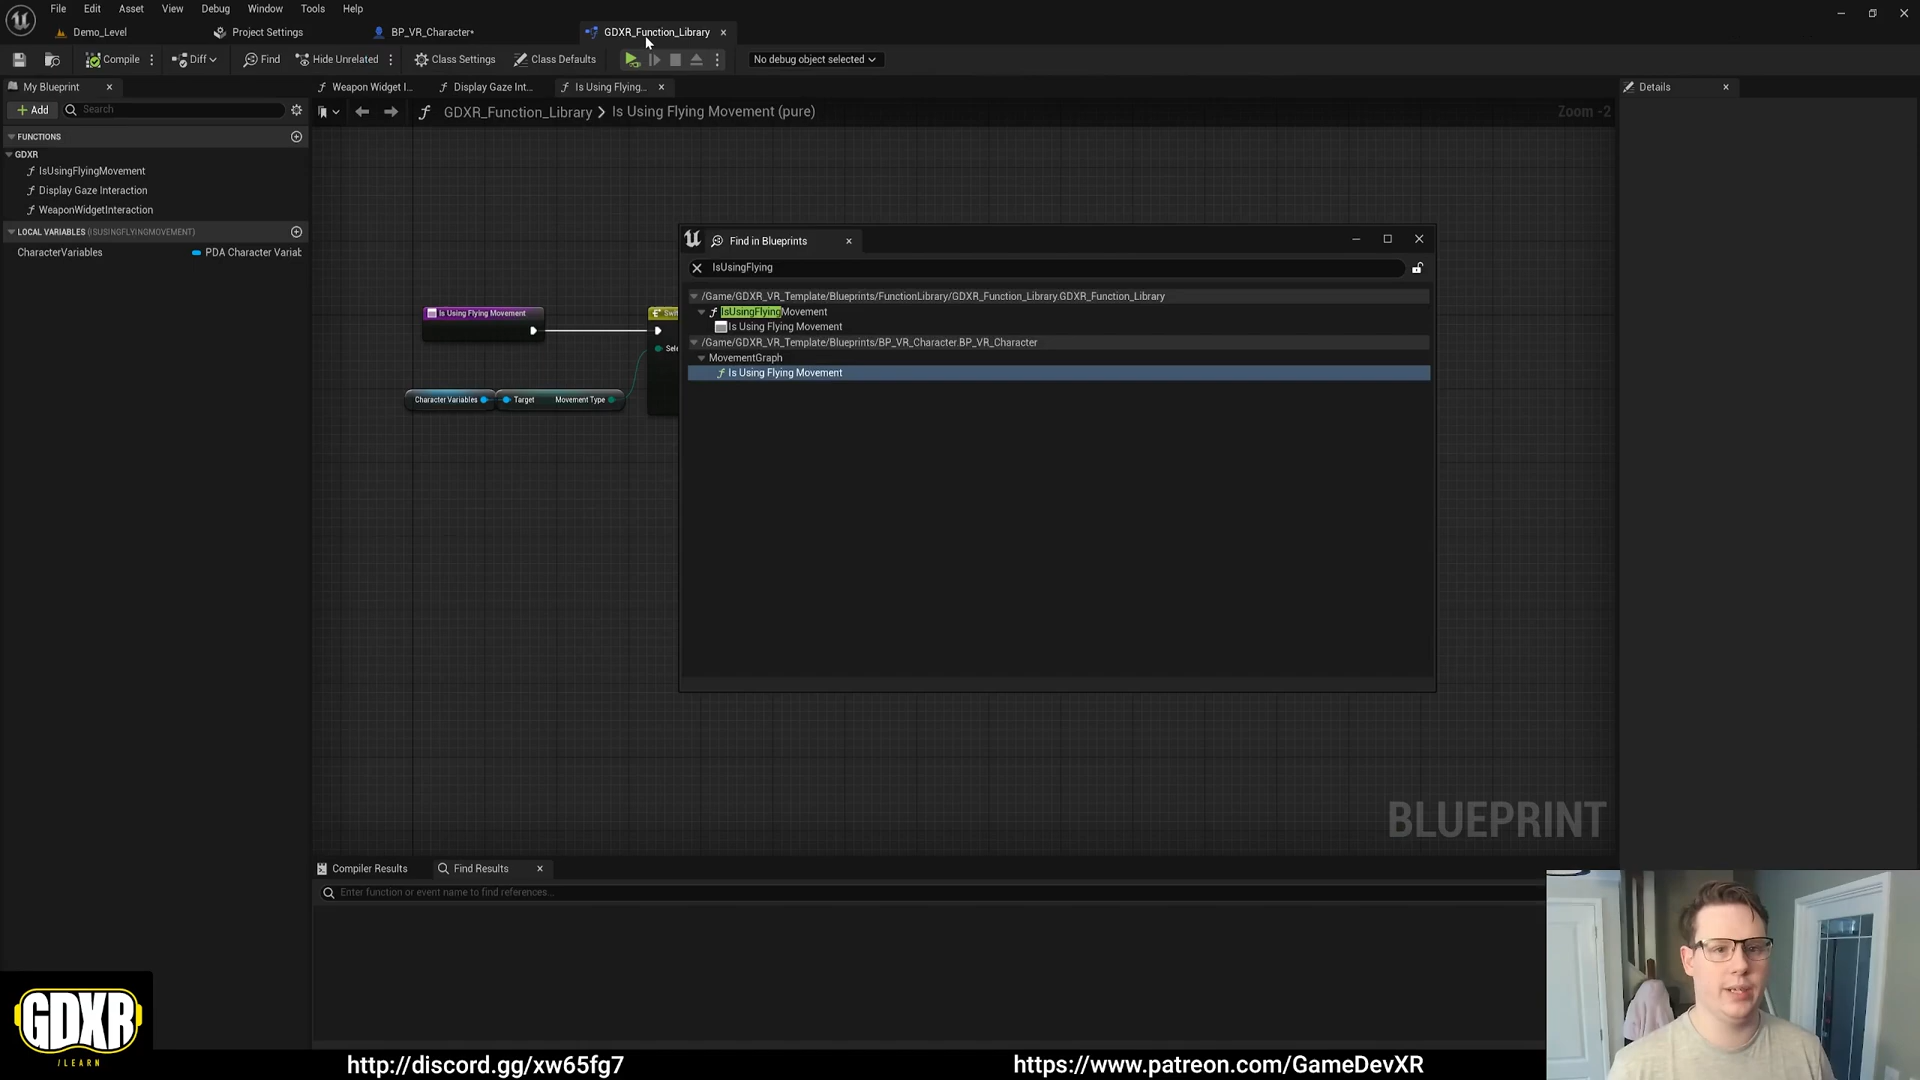 File Edit Asset View Debug Window Tools Help
Demo_Level Project Settings BP_VR_Character* GDXR_Function_Library
Compile Diff Find Hide Unrelated Class Settings Class Defaults No debug object selected
My Blueprint Weapon Widget I... Display Gaze Int... Is Using Flying... Details
Add Search GDXR_Function_Library > Is Using Flying Movement (pure) Zoom -2
FUNCTIONS
GDXR
IsUsingFlyingMovement
Display Gaze Interaction
WeaponWidgetInteraction
LOCAL VARIABLES (ISUSINGFLYINGMOVEMENT)
CharacterVariables PDA Character Variab
Is Using Flying Movement
Character Variables Target Movement Type
Find in Blueprints
IsUsingFlying
/Game/GDXR_VR_Template/Blueprints/FunctionLibrary/GDXR_Function_Library.GDXR_Function_Library
IsUsingFlyingMovement
Is Using Flying Movement
/Game/GDXR_VR_Template/Blueprints/BP_VR_Character.BP_VR_Character
MovementGraph
Is Using Flying Movement
BLUEPRINT
Compiler Results Find Results
Enter function or event name to find references...
GDXR
/LEARN
http://discord.gg/xw65fg7 https://www.patreon.com/GameDevXR